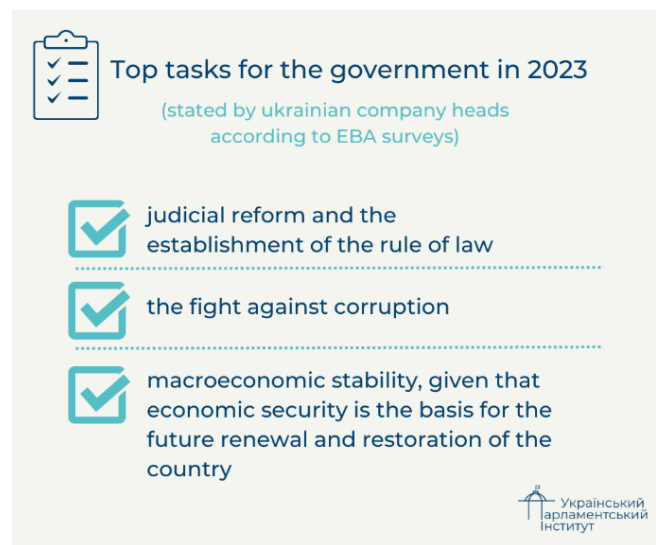 Top tasks for the government in 2023
(stated by ukrainian company heads
according to EBA surveys)
judicial reform and the
establishment of the rule of law
the fight against corruption
macroeconomic stability, given that
economic security is the basis for the
future renewal and restoration of the
country
Український
Парламентський
Інститут